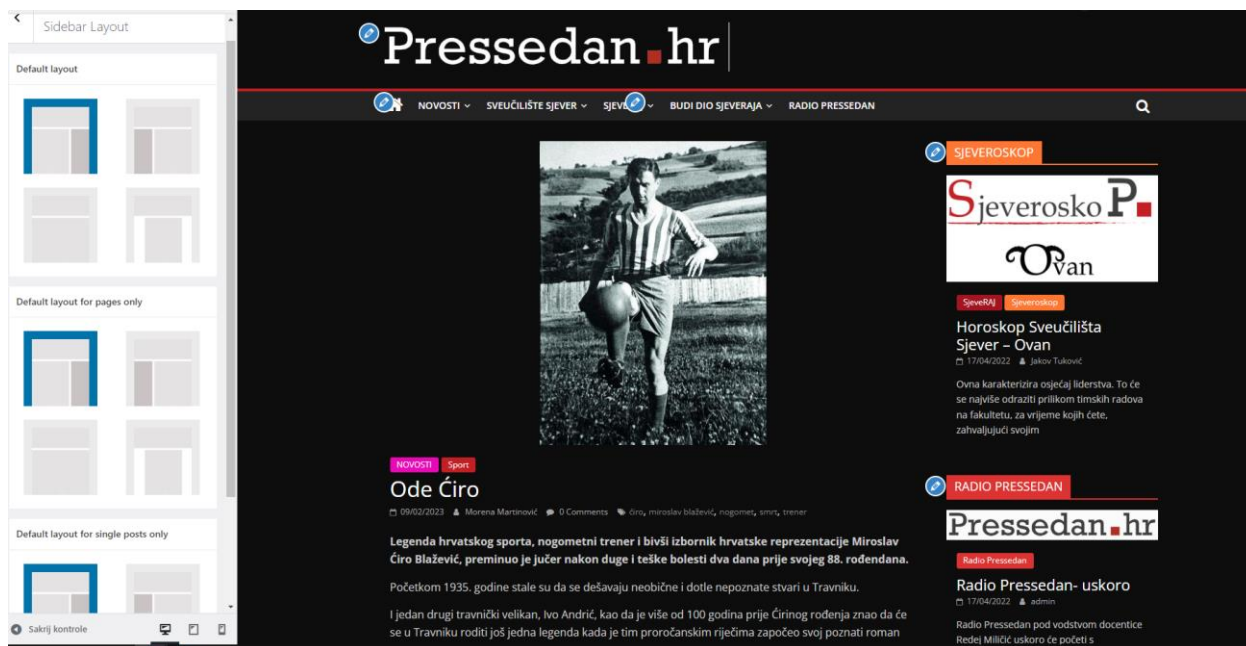 Sidebar Layout
Default layout
Default layout for pages only
Default layout for single posts only
Sakrij kontrole
Pressedan.hr
NOVOSTI SVEUČILIŠTE SJEVER BUDI DIO SJEVERAJA RADIO PRESSEDAN
NOVOSTI Sport
Ode Ćiro
09/02/2023 Morena Martinović 0 Comments ćiro, miroslav blažević, nogomet, smrt, trener
Legenda hrvatskog sporta, nogometni trener i bivši izbornik hrvatske reprezentacije Miroslav
Ćiro Blažević, preminuo je jučer nakon duge i teške bolesti dva dana prije svojeg 88. rođendana.
Početkom 1935. godine stale su da se dešavaju neobične i dotle nepoznate stvari u Travniku.
I jedan drugi travnički velikan, Ivo Andrić, kao da je više od 100 godina prije Ćirinog rođenja znao da će
se u Travniku roditi još jedna legenda kada je tim proročanskim riječima započeo svoj poznati roman
SJEVEROSKOP
SjeveroskoP.
Ovan
SjeveRAJ Sjeveroskop
Horoskop Sveučilišta
Sjever – Ovan
17/04/2022 Jakov Tuković
Ovna karakterizira osjećaj liderstva. To će
se najviše odraziti prilikom timskih radova
na fakultetu, za vrijeme kojih ćete,
zahvaljujući svojim
RADIO PRESSEDAN
Pressedan.hr
Radio Pressedan
Radio Pressedan- uskoro
17/04/2022 admin
Radio Pressedan pod vodstvom docentice
Redej Miličić uskoro će početi s